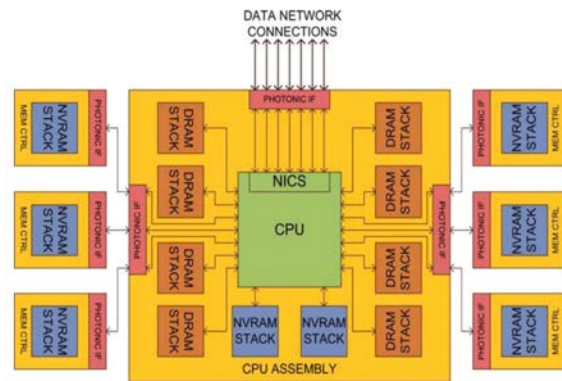 DATA NETWORK
CONNECTIONS
PHOTONIC IF
NVRAM
STACK
MEM CTRL
PHOTONIC IF
NVRAM
STACK
MEM CTRL
PHOTONIC IF
NVRAM
STACK
MEM CTRL
PHOTONIC IF
PHOTONIC IF
DRAM
STACK
DRAM
STACK
DRAM
STACK
DRAM
STACK
NICS
CPU
NVRAM
STACK
NVRAM
STACK
CPU ASSEMBLY
DRAM
STACK
DRAM
STACK
DRAM
STACK
DRAM
STACK
PHOTONIC IF
PHOTONIC IF
NVRAM
STACK
MEM CTRL
PHOTONIC IF
NVRAM
STACK
MEM CTRL
PHOTONIC IF
NVRAM
STACK
MEM CTRL